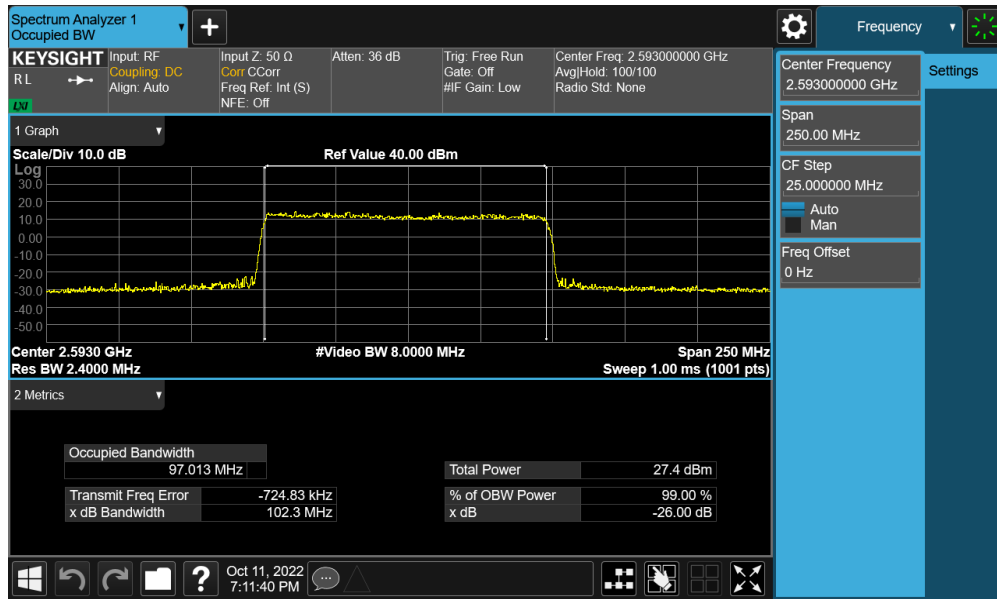 Spectrum Analyzer 1
Occupied BW
+
Frequency
KEYSIGHT
R L
LXI
Input: RF
Coupling: DC
Align: Auto
Input Z: 50 Ω
Corr CCorr
Freq Ref: Int (S)
NFE: Off
Atten: 36 dB
Trig: Free Run
Gate: Off
#IF Gain: Low
Center Freq: 2.593000000 GHz
Avg|Hold: 100/100
Radio Std: None
Center Frequency
2.593000000 GHz
Settings
Span
250.00 MHz
CF Step
25.000000 MHz
Auto
Man
Freq Offset
0 Hz
1 Graph
Scale/Div 10.0 dB
Ref Value 40.00 dBm
Log
30.0
20.0
10.0
0.00
-10.0
-20.0
-30.0
-40.0
-50.0
Center 2.5930 GHz
#Video BW 8.0000 MHz
Span 250 MHz
Res BW 2.4000 MHz
Sweep 1.00 ms (1001 pts)
2 Metrics
Occupied Bandwidth
97.013 MHz
Total Power 27.4 dBm
Transmit Freq Error -724.83 kHz
% of OBW Power 99.00 %
x dB Bandwidth 102.3 MHz
x dB -26.00 dB
?
Oct 11, 2022
7:11:40 PM